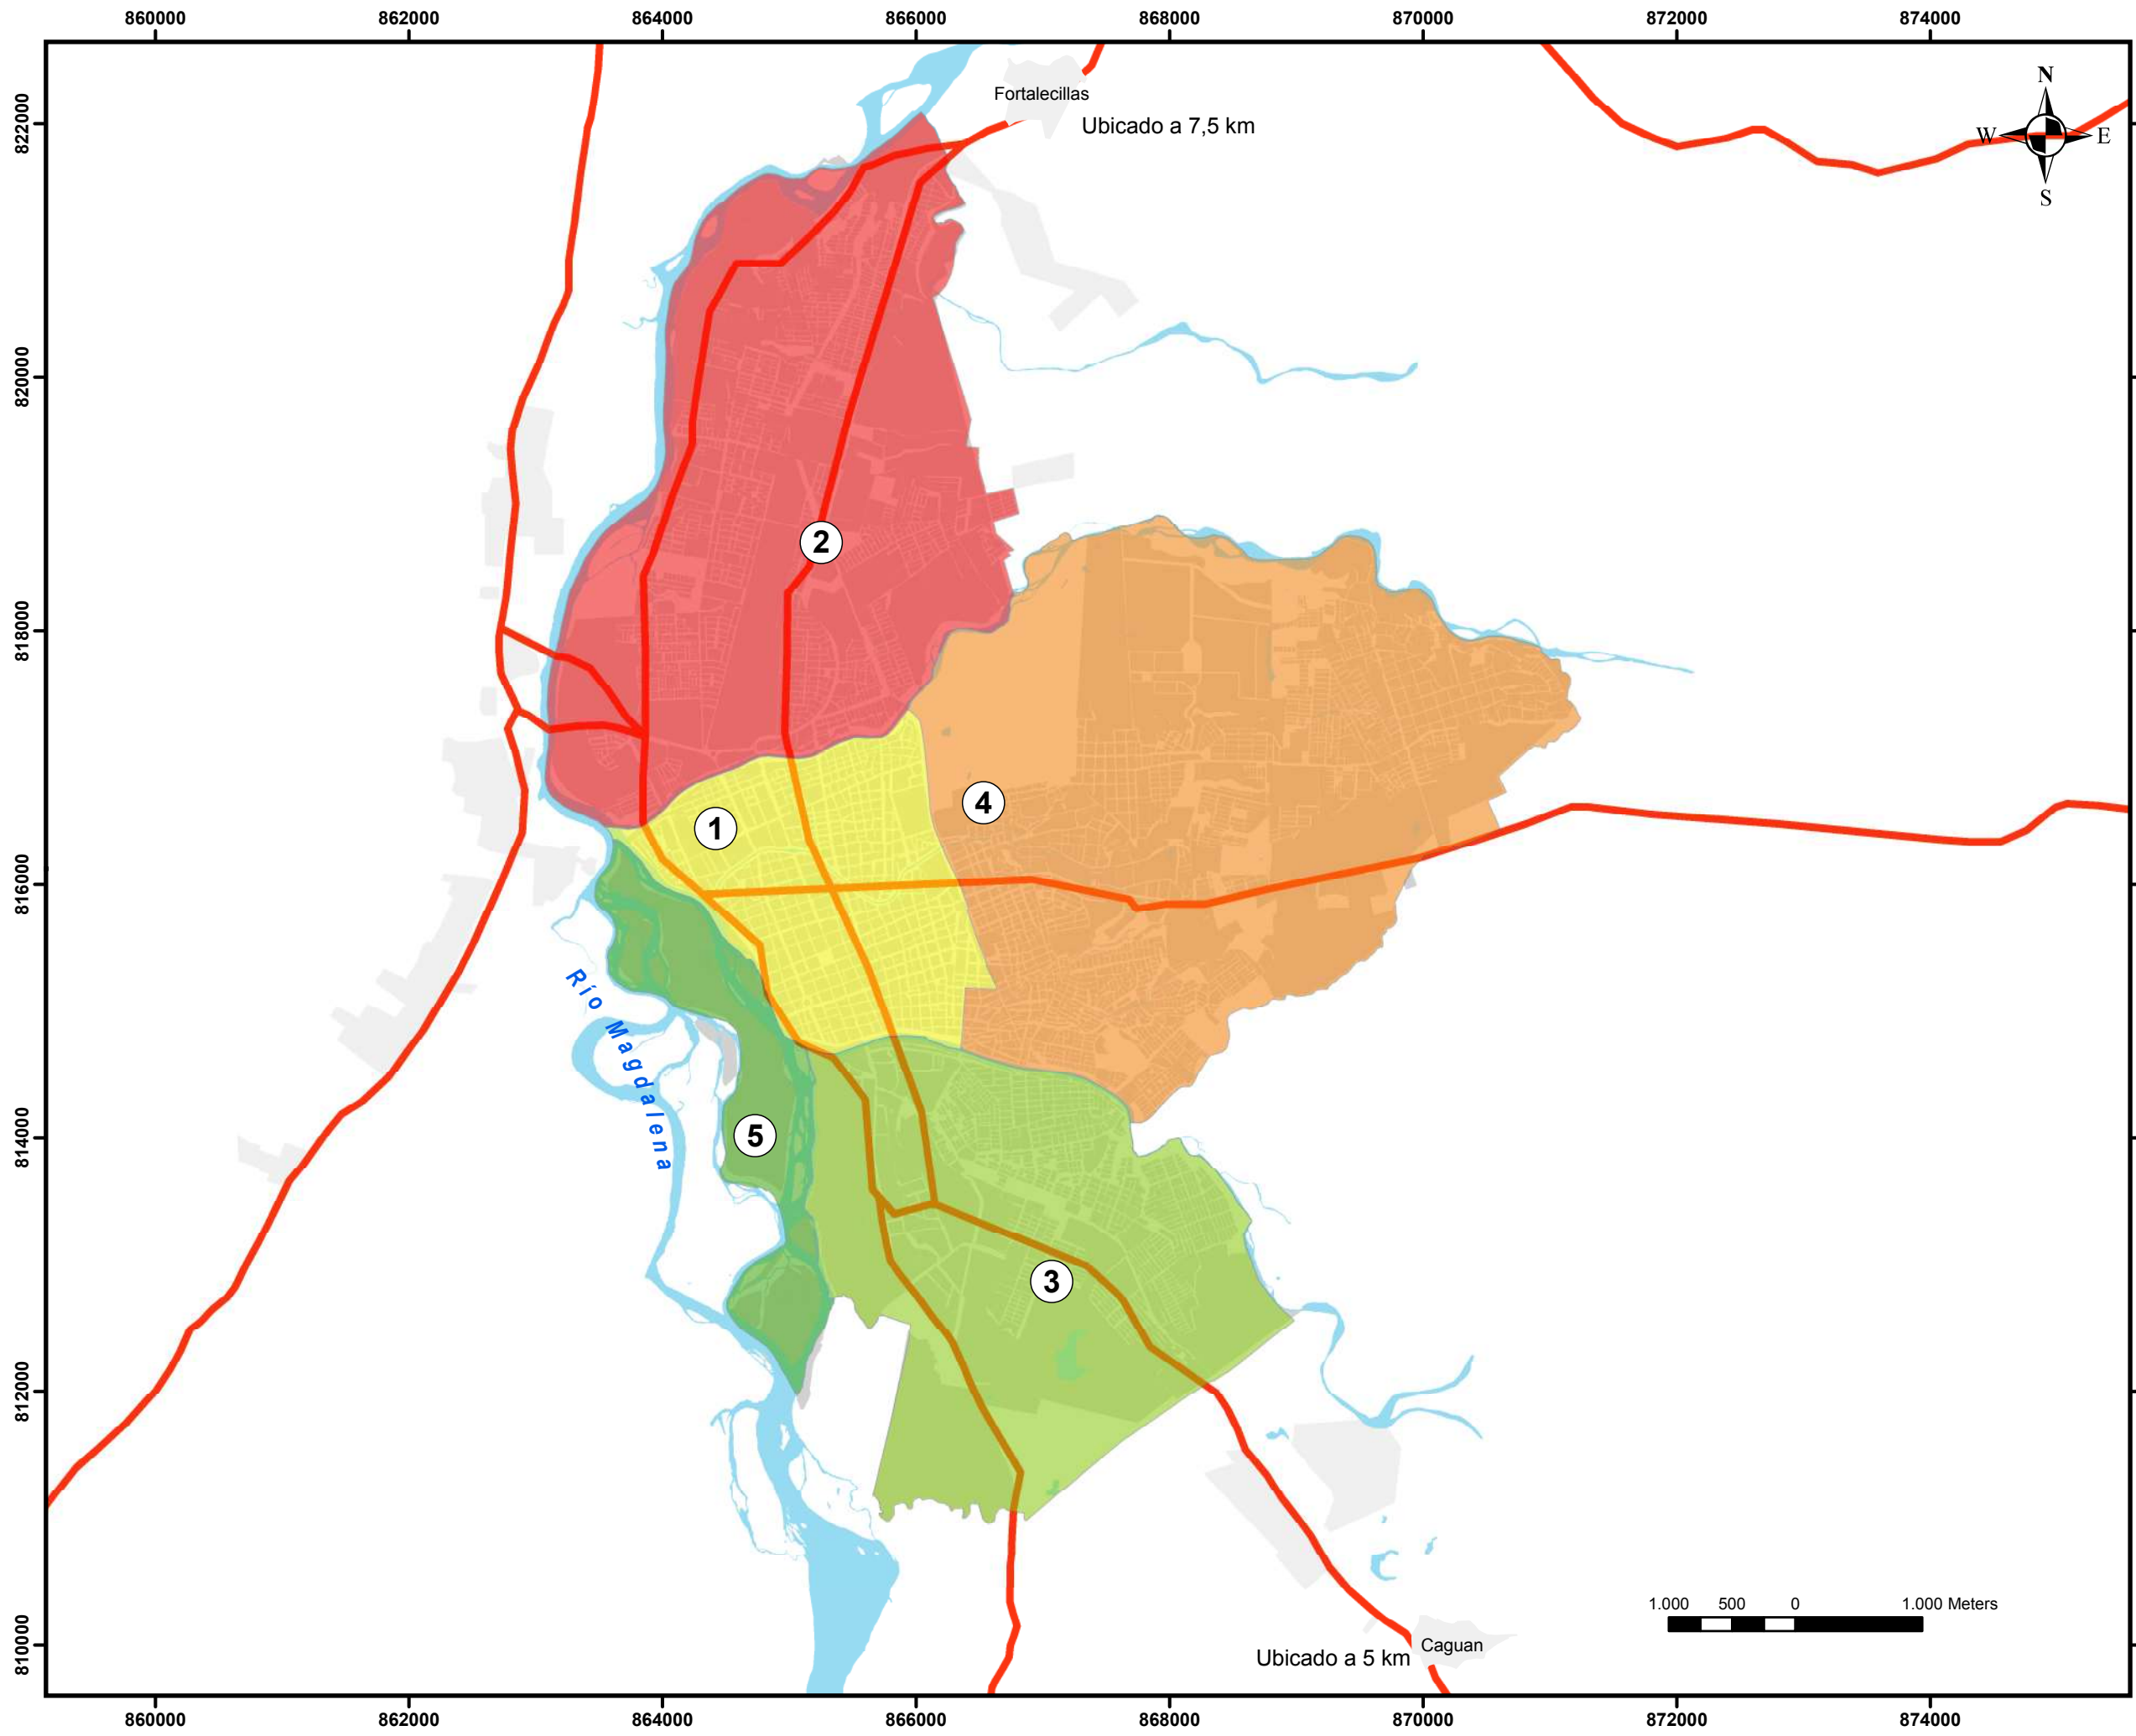 860000 862000 864000 866000 868000 870000 872000 874000
N
W E
S
Fortalecillas
Ubicado a 7,5 km
822000
820000
818000
816000
814000
812000
810000
2
4
1
5
3
Río Magdalena
1.000 500 0 1.000 Meters
Ubicado a 5 km
Caguan
860000 862000 864000 866000 868000 870000 872000 874000